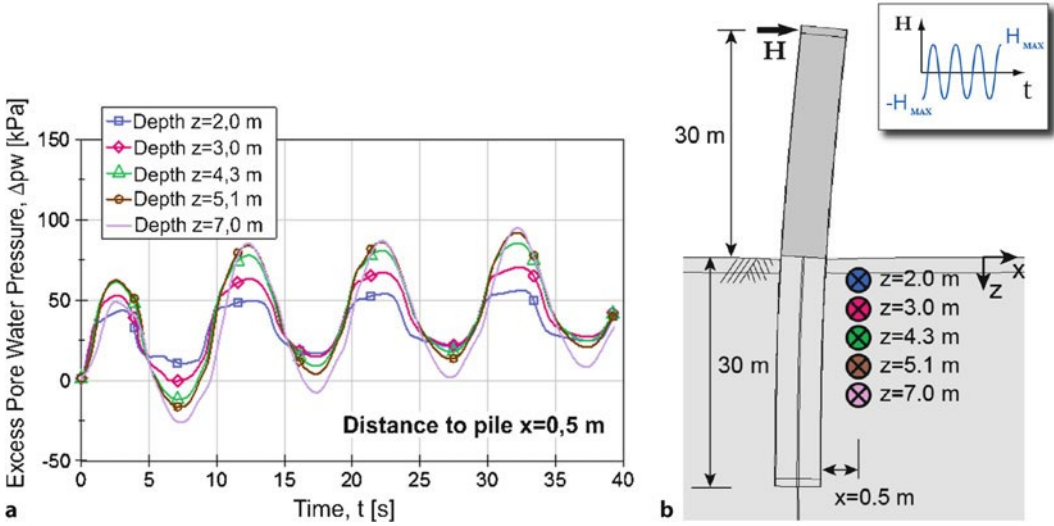 Excess Pore Water Pressure, Δpw [kPa]
150
100
50
0
-50
Depth z=2,0 m
Depth z=3,0 m
Depth z=4,3 m
Depth z=5,1 m
Depth z=7,0 m
Distance to pile x=0,5 m
0 5 10 15 20 25 30 35 40
Time, t [s]
a
H
30 m
30 m
H
H MAX
t
-H MAX
x
z
z=2.0 m
z=3.0 m
z=4.3 m
z=5.1 m
z=7.0 m
x=0.5 m
b